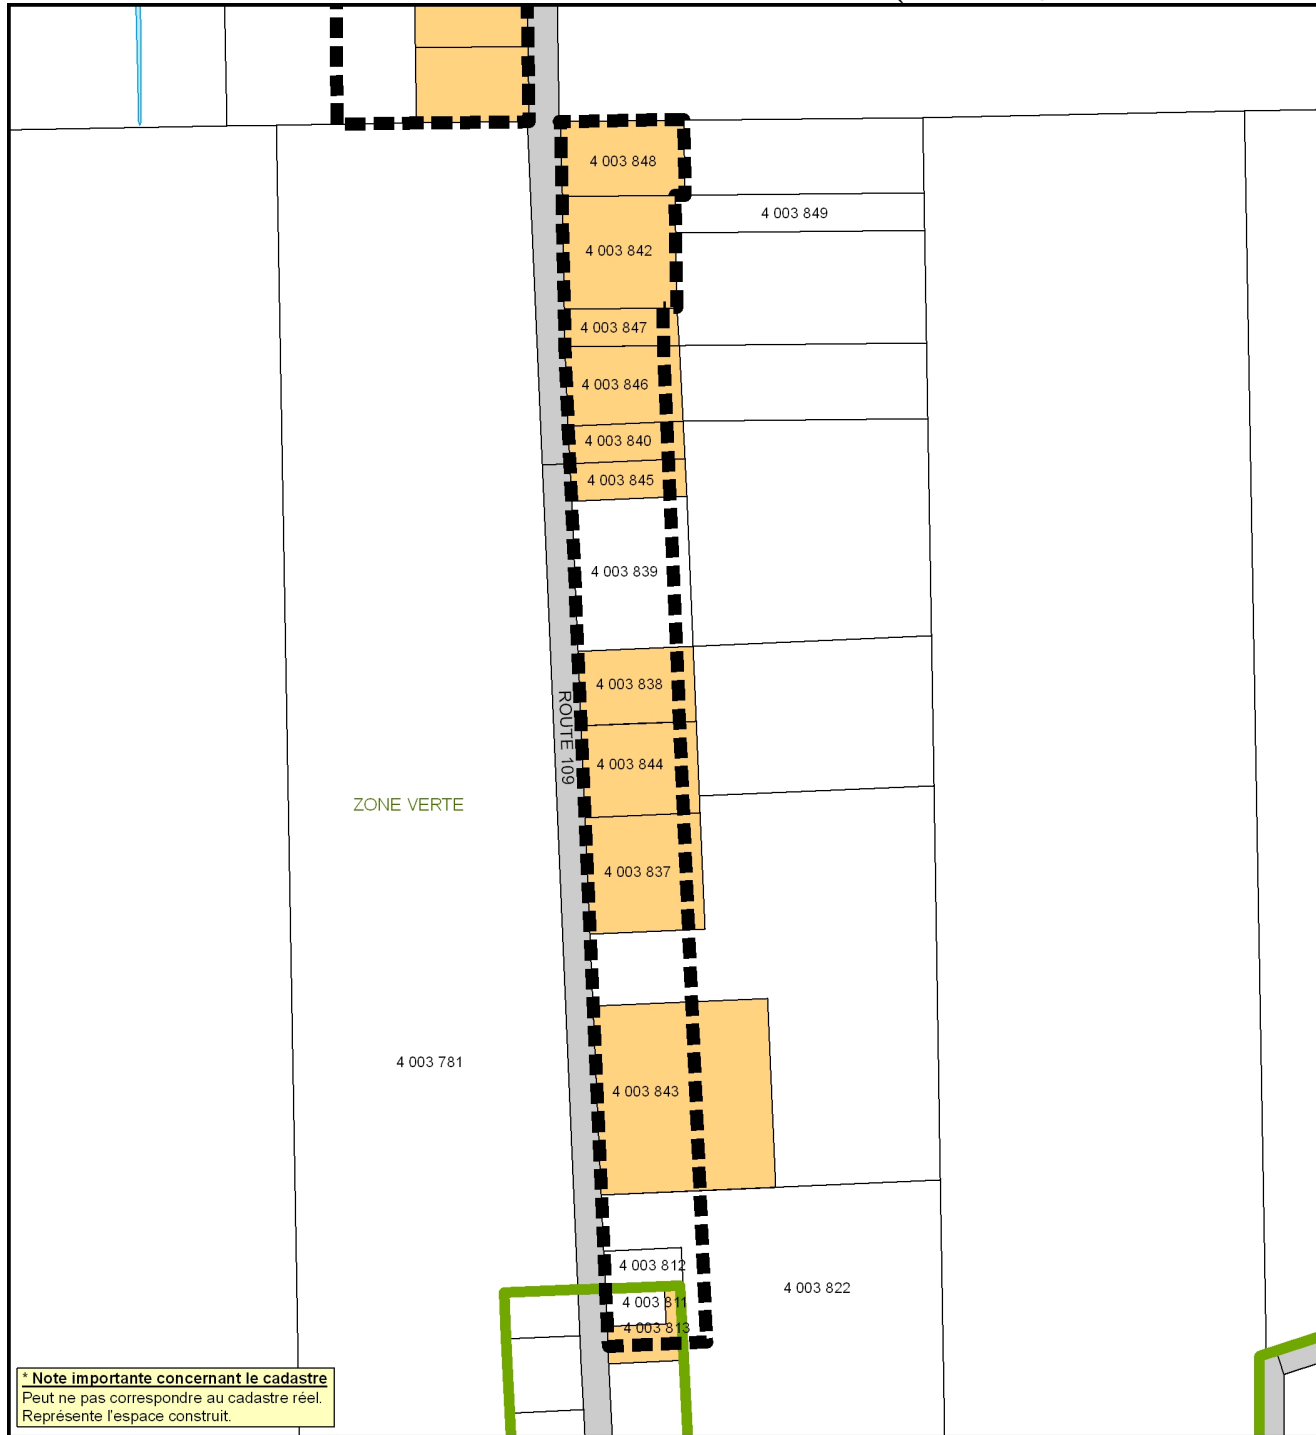 4 003 848
4 003 849
4 003 842
4 003 847
4 003 846
4 003 840
4 003 845
4 003 839
4 003 838
ROUTE 109
4 003 844
ZONE VERTE
4 003 837
4 003 781
4 003 843
4 003 812
4 003 822
4 003 811
4 003 813
* Note importante concernant le cadastre
Peut ne pas correspondre au cadastre réel.
Représente l'espace construit.